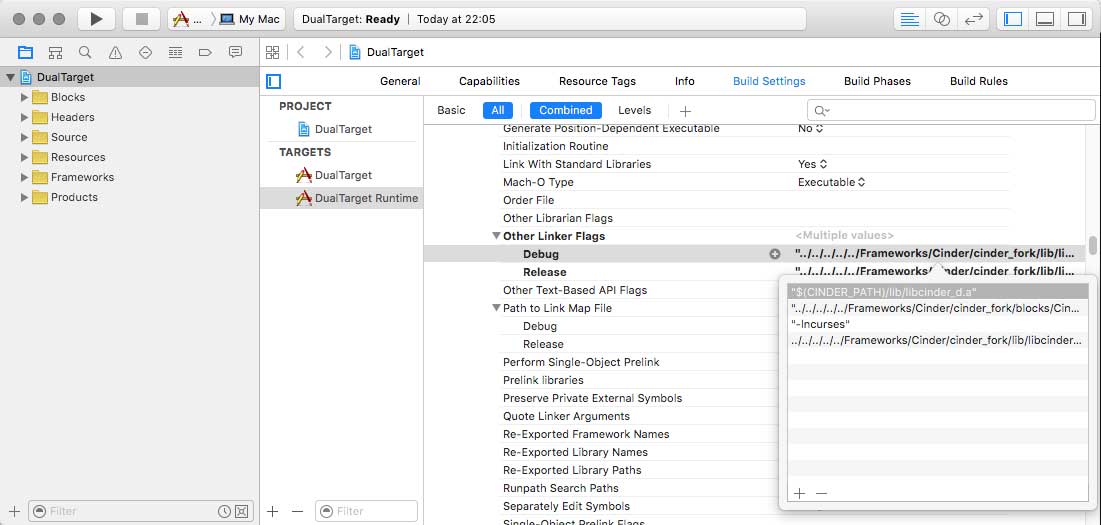 ... My Mac DualTarget: Ready | Today at 22:05
DualTarget
DualTarget
Blocks
Headers
Source
Resources
Frameworks
Products
Filter
General Capabilities Resource Tags Info Build Settings Build Phases Build Rules
PROJECT
DualTarget
TARGETS
DualTarget
DualTarget Runtime
Filter
Basic All Combined Levels
Generate Position-Dependent Executable No
Initialization Routine
Link With Standard Libraries Yes
Mach-O Type Executable
Order File
Other Librarian Flags
Other Linker Flags <Multiple values>
Debug "../../../../../Frameworks/Cinder/cinder_fork/lib/li...
Release "../../../../../Frameworks/Cinder/cinder_fork/lib/li...
Other Text-Based API Flags
Path to Link Map File
Debug
Release
Perform Single-Object Prelink
Prelink libraries
Preserve Private External Symbols
Quote Linker Arguments
Re-Exported Framework Names
Re-Exported Library Names
Re-Exported Library Paths
Runpath Search Paths
Separately Edit Symbols
Single-Object Prelink Flags
"$(CINDER_PATH)/lib/libcinder_d.a"
"../../../../../Frameworks/Cinder/cinder_fork/blocks/Cin...
"-lncurses"
../../../../../Frameworks/Cinder/cinder_fork/lib/libcinder...